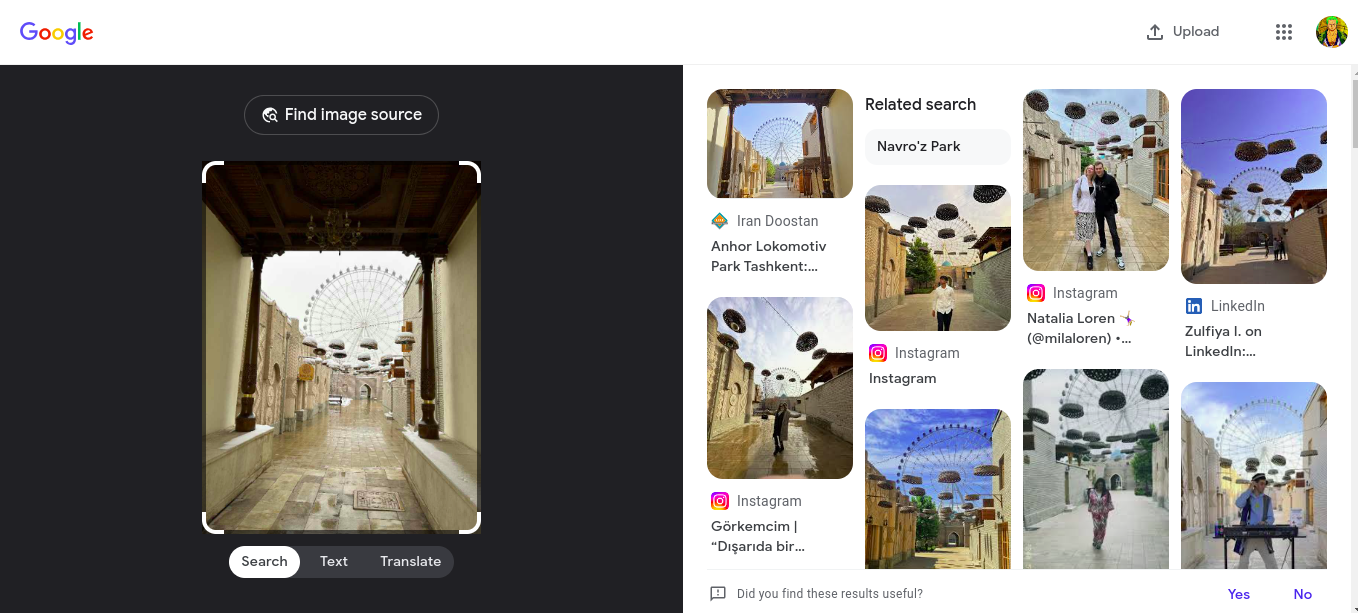 Google
Upload
Find image source
Search
Text
Translate
Iran Doostan
Anhor Lokomotiv
Park Tashkent:...
Instagram
Görkemcim |
“Dışarıda bir...
Related search
Navro'z Park
Instagram
Instagram
Instagram
Natalia Loren
(@milaloren) •...
LinkedIn
Zulfiya I. on
LinkedIn:...
Did you find these results useful?
Yes
No